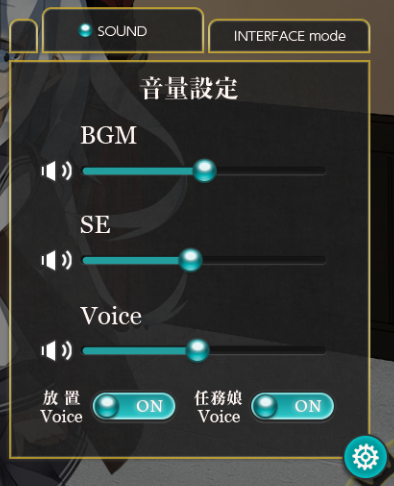 SOUND
INTERFACE mode
音量設定
BGM
SE
Voice
放置
Voice
ON
任務娘
Voice
ON